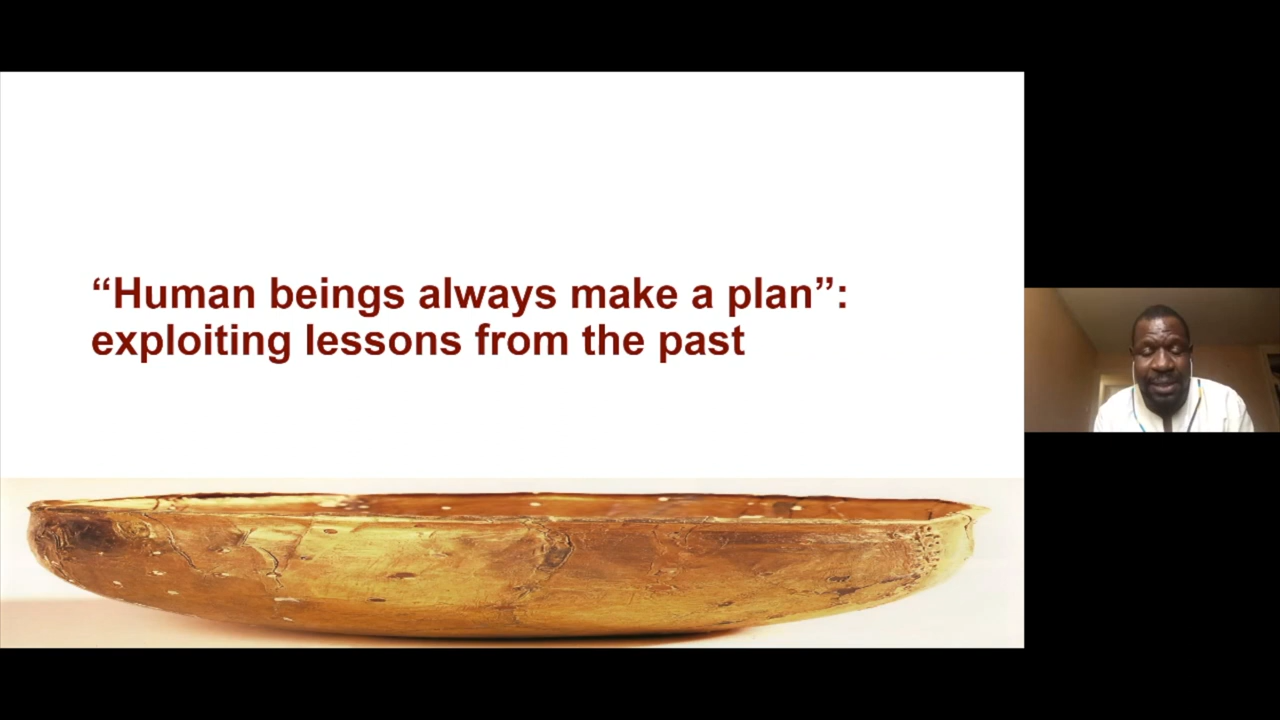 “Human beings always make a plan”:
exploiting lessons from the past